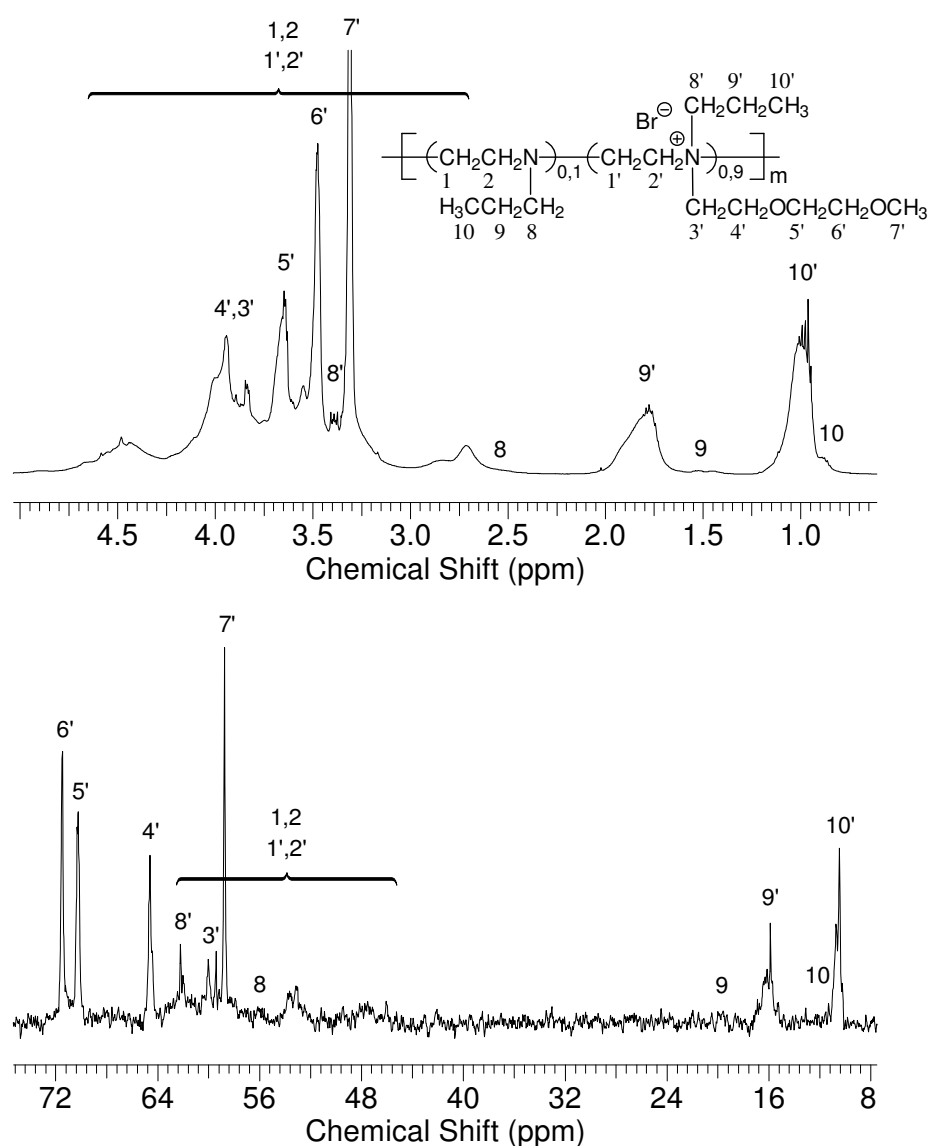 1,2
1',2'
7'
6'
5'
4',3'
8'
8
9'
9
10'
10
8' 9' 10'
CH₂CH₂CH₃
Br⊖
⊕
(CH₂CH₂N)0,1(CH₂CH₂N)0,9
m
1 2 1' 2'
H₃CCH₂CH₂
10 9 8
CH₂CH₂OCH₂CH₂OCH₃
3' 4' 5' 6' 7'
4.5 4.0 3.5 3.0 2.5 2.0 1.5 1.0
Chemical Shift (ppm)
7'
6'
5'
4'
1,2
1',2'
8'
3'
8
9
9'
10
10'
72 64 56 48 40 32 24 16 8
Chemical Shift (ppm)